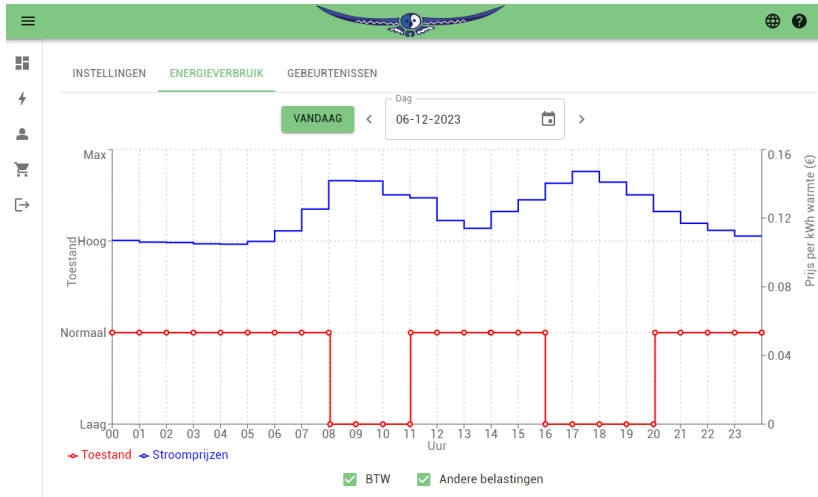 INSTELLINGEN ENERGIEVERBRUIK GEBEURTENISSEN
VANDAAG
Dag
06-12-2023
Max
Hoog
Normaal
Laag
Toestand
0.16
0.12
0.08
0.04
0
Prijs per kWh warmte (€)
00 01 02 03 04 05 06 07 08 09 10 11 12 13 14 15 16 17 18 19 20 21 22 23
Uur
Toestand Stroomprijzen
BTW Andere belastingen